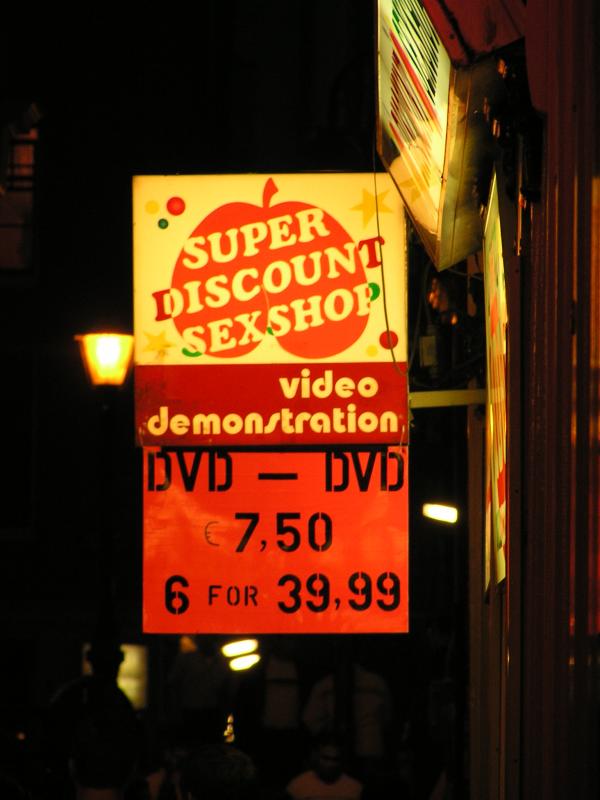 SUPER
DISCOUNT
SEXSHOP
video
demonstration
DVD — DVD
€ 7,50
6 FOR 39,99